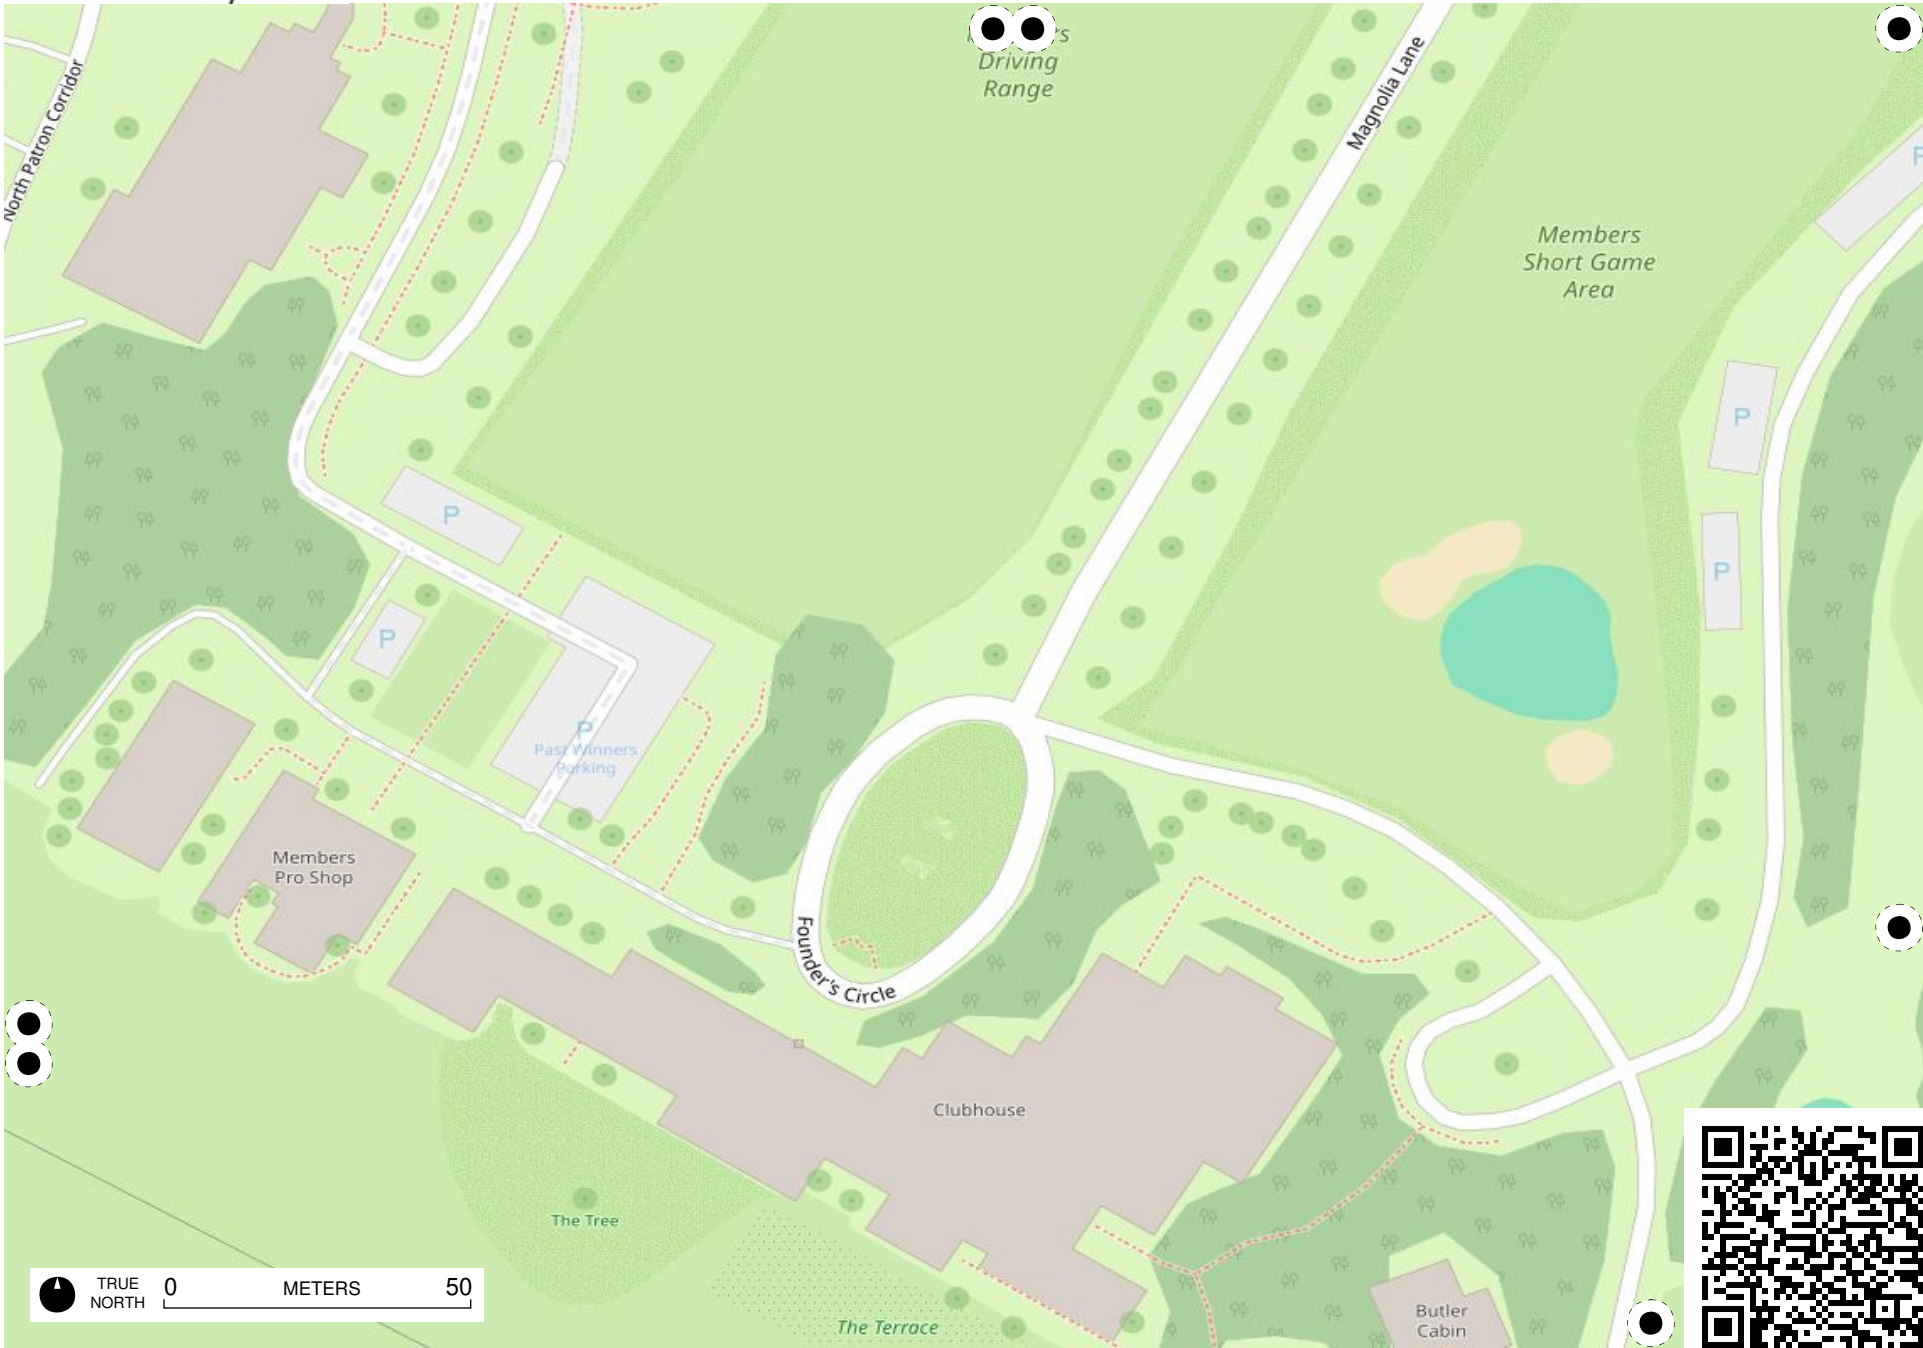 Driving
Range
Magnolia Lane
North Patron Corridor
P
Members
Short Game
Area
P
P
P
P
P
Past Winners
Parking
Members
Pro Shop
Founder's Circle
Clubhouse
The Tree
The Terrace
Butler
Cabin
TRUE
NORTH
0 METERS 50